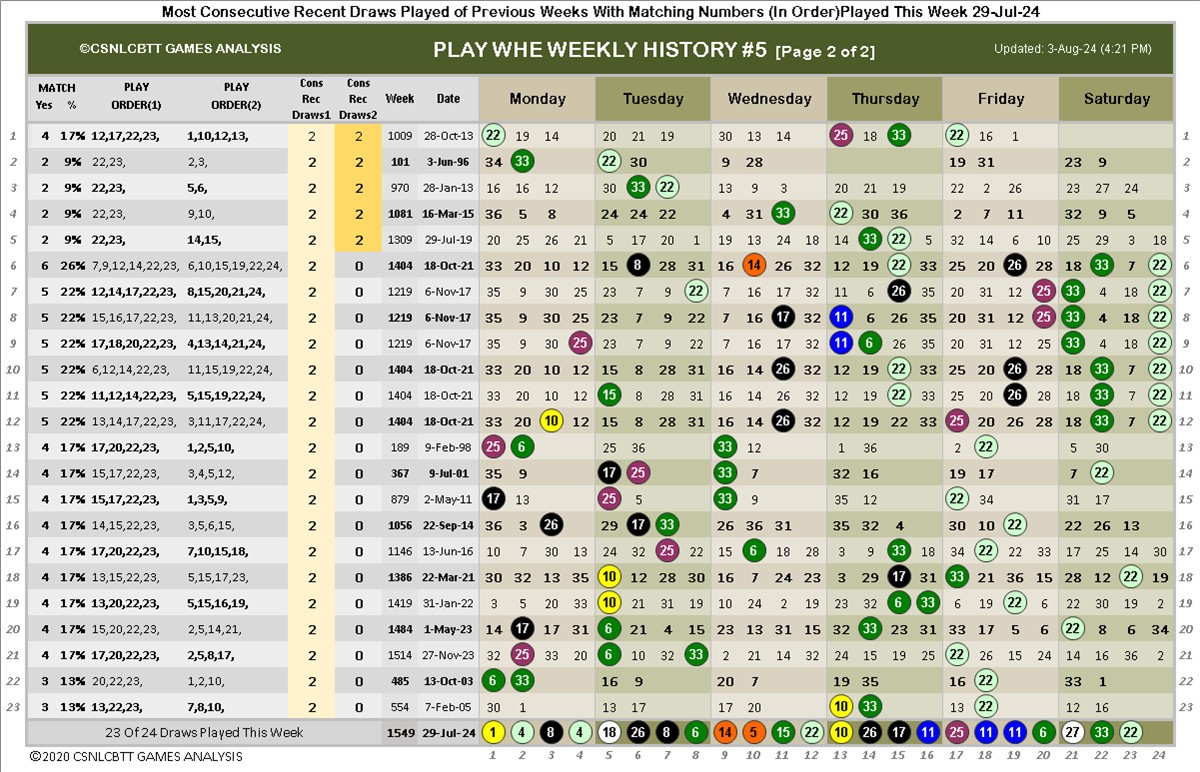 Most Consecutive Recent Draws Played of Previous Weeks With Matching Numbers (In Order)Played This Week 29-Jul-24
©CSNLCBTT GAMES ANALYSIS PLAY WHE WEEKLY HISTORY #5 [Page 2 of 2] Updated: 3-Aug-24 (4:21 PM)
MATCH Yes % PLAY ORDER(1) PLAY ORDER(2) Cons Rec Draws1 Cons Rec Draws2 Week Date Monday Tuesday Wednesday Thursday Friday Saturday
1 4 17% 12,17,22,23, 1,10,12,13, 2 2 1009 28-Oct-13 22 19 14 20 21 19 30 13 14 25 18 33 22 16 1 1
2 2 9% 22,23, 2,3, 2 2 101 3-Jun-96 34 33 22 30 9 28 19 31 23 9 2
3 2 9% 22,23, 5,6, 2 2 970 28-Jan-13 16 16 12 30 33 22 13 9 3 20 21 19 22 2 26 23 27 24 3
4 2 9% 22,23, 9,10, 2 2 1081 16-Mar-15 36 5 8 24 24 22 4 31 33 22 30 36 2 7 11 32 9 5 4
5 2 9% 22,23, 14,15, 2 2 1309 29-Jul-19 20 25 26 21 5 17 20 1 19 13 24 18 14 33 22 5 32 14 6 10 25 29 3 18 5
6 6 26% 7,9,12,14,22,23, 6,10,15,19,22,24, 2 0 1404 18-Oct-21 33 20 10 12 15 8 28 31 16 14 26 32 12 19 22 33 25 20 26 28 18 33 7 22 6
7 5 22% 12,14,17,22,23, 8,15,20,21,24, 2 0 1219 6-Nov-17 35 9 30 25 23 7 9 22 7 16 17 32 11 6 26 35 20 31 12 25 33 4 18 22 7
8 5 22% 15,16,17,22,23, 11,13,20,21,24, 2 0 1219 6-Nov-17 35 9 30 25 23 7 9 22 7 16 17 32 11 6 26 35 20 31 12 25 33 4 18 22 8
9 5 22% 17,18,20,22,23, 4,13,14,21,24, 2 0 1219 6-Nov-17 35 9 30 25 23 7 9 22 7 16 17 32 11 6 26 35 20 31 12 25 33 4 18 22 9
10 5 22% 6,12,14,22,23, 11,15,19,22,24, 2 0 1404 18-Oct-21 33 20 10 12 15 8 28 31 16 14 26 32 12 19 22 33 25 20 26 28 18 33 7 22 10
11 5 22% 11,12,14,22,23, 5,15,19,22,24, 2 0 1404 18-Oct-21 33 20 10 12 15 8 28 31 16 14 26 32 12 19 22 33 25 20 26 28 18 33 7 22 11
12 5 22% 13,14,17,22,23, 3,11,17,22,24, 2 0 1404 18-Oct-21 33 20 10 12 15 8 28 31 16 14 26 32 12 19 22 33 25 20 26 28 18 33 7 22 12
13 4 17% 17,20,22,23, 1,2,5,10, 2 0 189 9-Feb-98 25 6 25 36 33 12 1 36 2 22 5 30 13
14 4 17% 15,17,22,23, 3,4,5,12, 2 0 367 9-Jul-01 35 9 17 25 33 7 32 16 19 17 7 22 14
15 4 17% 15,17,22,23, 1,3,5,9, 2 0 879 2-May-11 17 13 25 5 33 9 35 12 22 34 31 17 15
16 4 17% 14,15,22,23, 3,5,6,15, 2 0 1056 22-Sep-14 36 3 26 29 17 33 26 36 31 35 32 4 30 10 22 22 26 13 16
17 4 17% 17,20,22,23, 7,10,15,18, 2 0 1146 13-Jun-16 10 7 30 13 24 32 25 22 15 6 18 28 3 9 33 18 34 22 22 33 17 25 14 30 17
18 4 17% 13,15,22,23, 5,15,17,23, 2 0 1386 22-Mar-21 30 32 13 35 10 12 28 30 16 7 24 23 3 29 17 31 33 21 36 15 28 12 22 19 18
19 4 17% 13,20,22,23, 5,15,16,19, 2 0 1419 31-Jan-22 3 5 20 33 10 21 31 19 10 24 2 19 23 32 6 33 6 19 22 6 22 30 19 2 19
20 4 17% 15,20,22,23, 2,5,14,21, 2 0 1484 1-May-23 14 17 17 31 6 21 4 15 23 13 31 15 32 33 23 31 33 17 5 6 22 8 6 34 20
21 4 17% 17,20,22,23, 2,5,8,17, 2 0 1514 27-Nov-23 32 25 33 20 6 10 32 33 2 21 14 32 24 15 19 25 22 26 15 24 14 16 26 2 21
22 3 13% 20,22,23, 1,2,10, 2 0 485 13-Oct-03 6 33 16 9 20 7 19 35 16 22 33 1 22
23 3 13% 13,22,23, 7,8,10, 2 0 554 7-Feb-05 30 1 13 17 17 20 10 33 13 22 12 16 23
23 Of 24 Draws Played This Week 1549 29-Jul-24 1 4 8 4 18 26 8 6 14 5 15 22 10 26 17 11 25 11 11 6 27 33 22
©2020 CSNLCBTT GAMES ANALYSIS 1 2 3 4 5 6 7 8 9 10 11 12 13 14 15 16 17 18 19 20 21 22 23 24